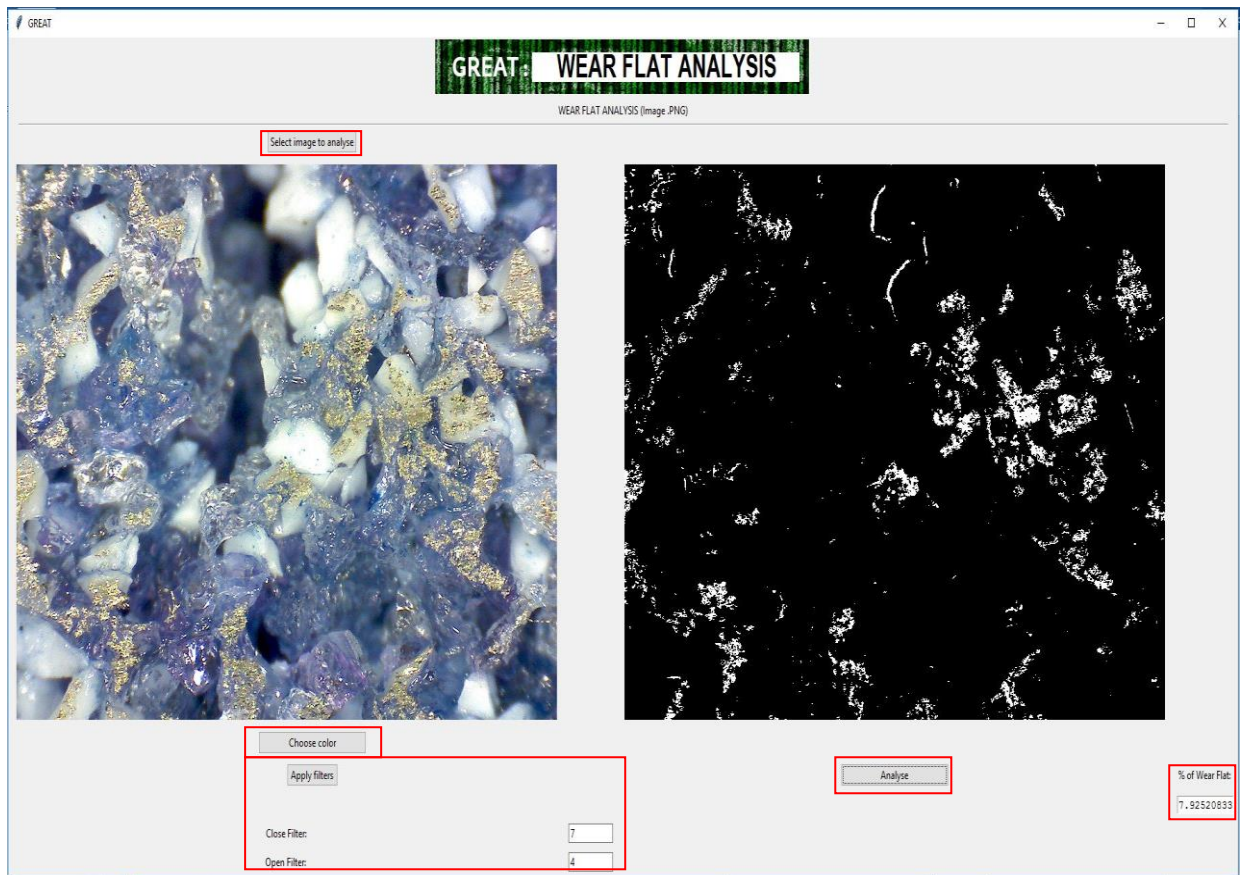 GREAT
GREAT: WEAR FLAT ANALYSIS
WEAR FLAT ANALYSIS (Image .PNG)
Select image to analyse
Choose color
Apply filters
Analyse
% of Wear Flat:
7.92520833
Close Filter:
7
Open Filter:
4